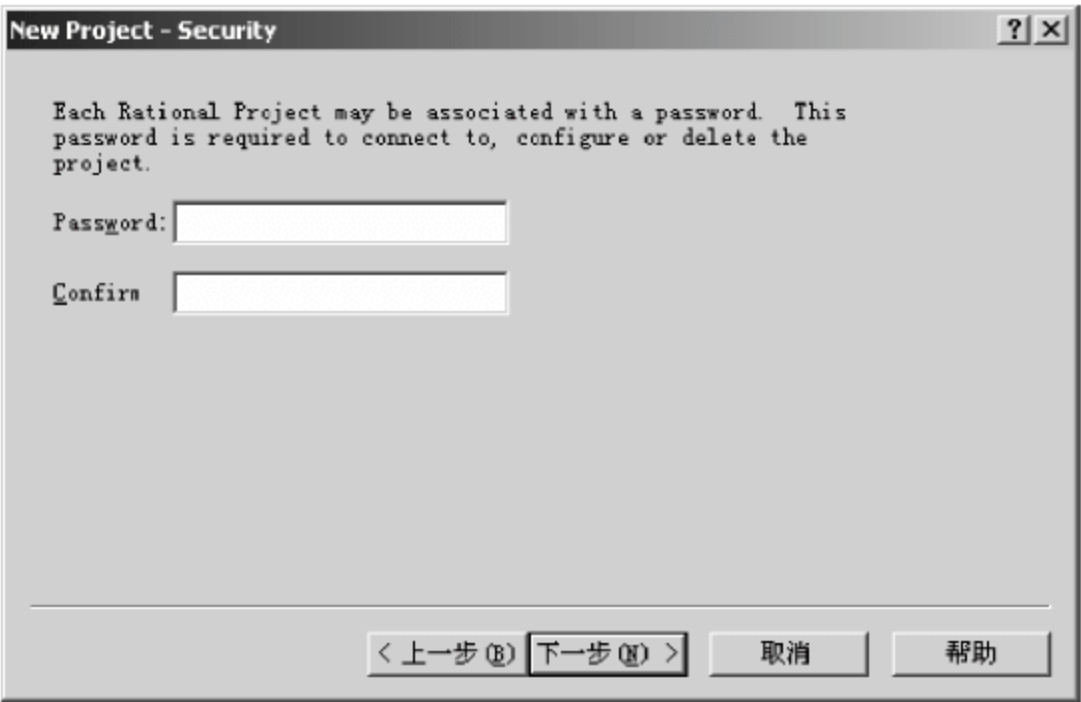 New Project - Security
Each Rational Project may be associated with a password. This
password is required to connect to, configure or delete the
project.
Password:
Confirm
< 上一步(B) 下一步(N) > 取消 帮助